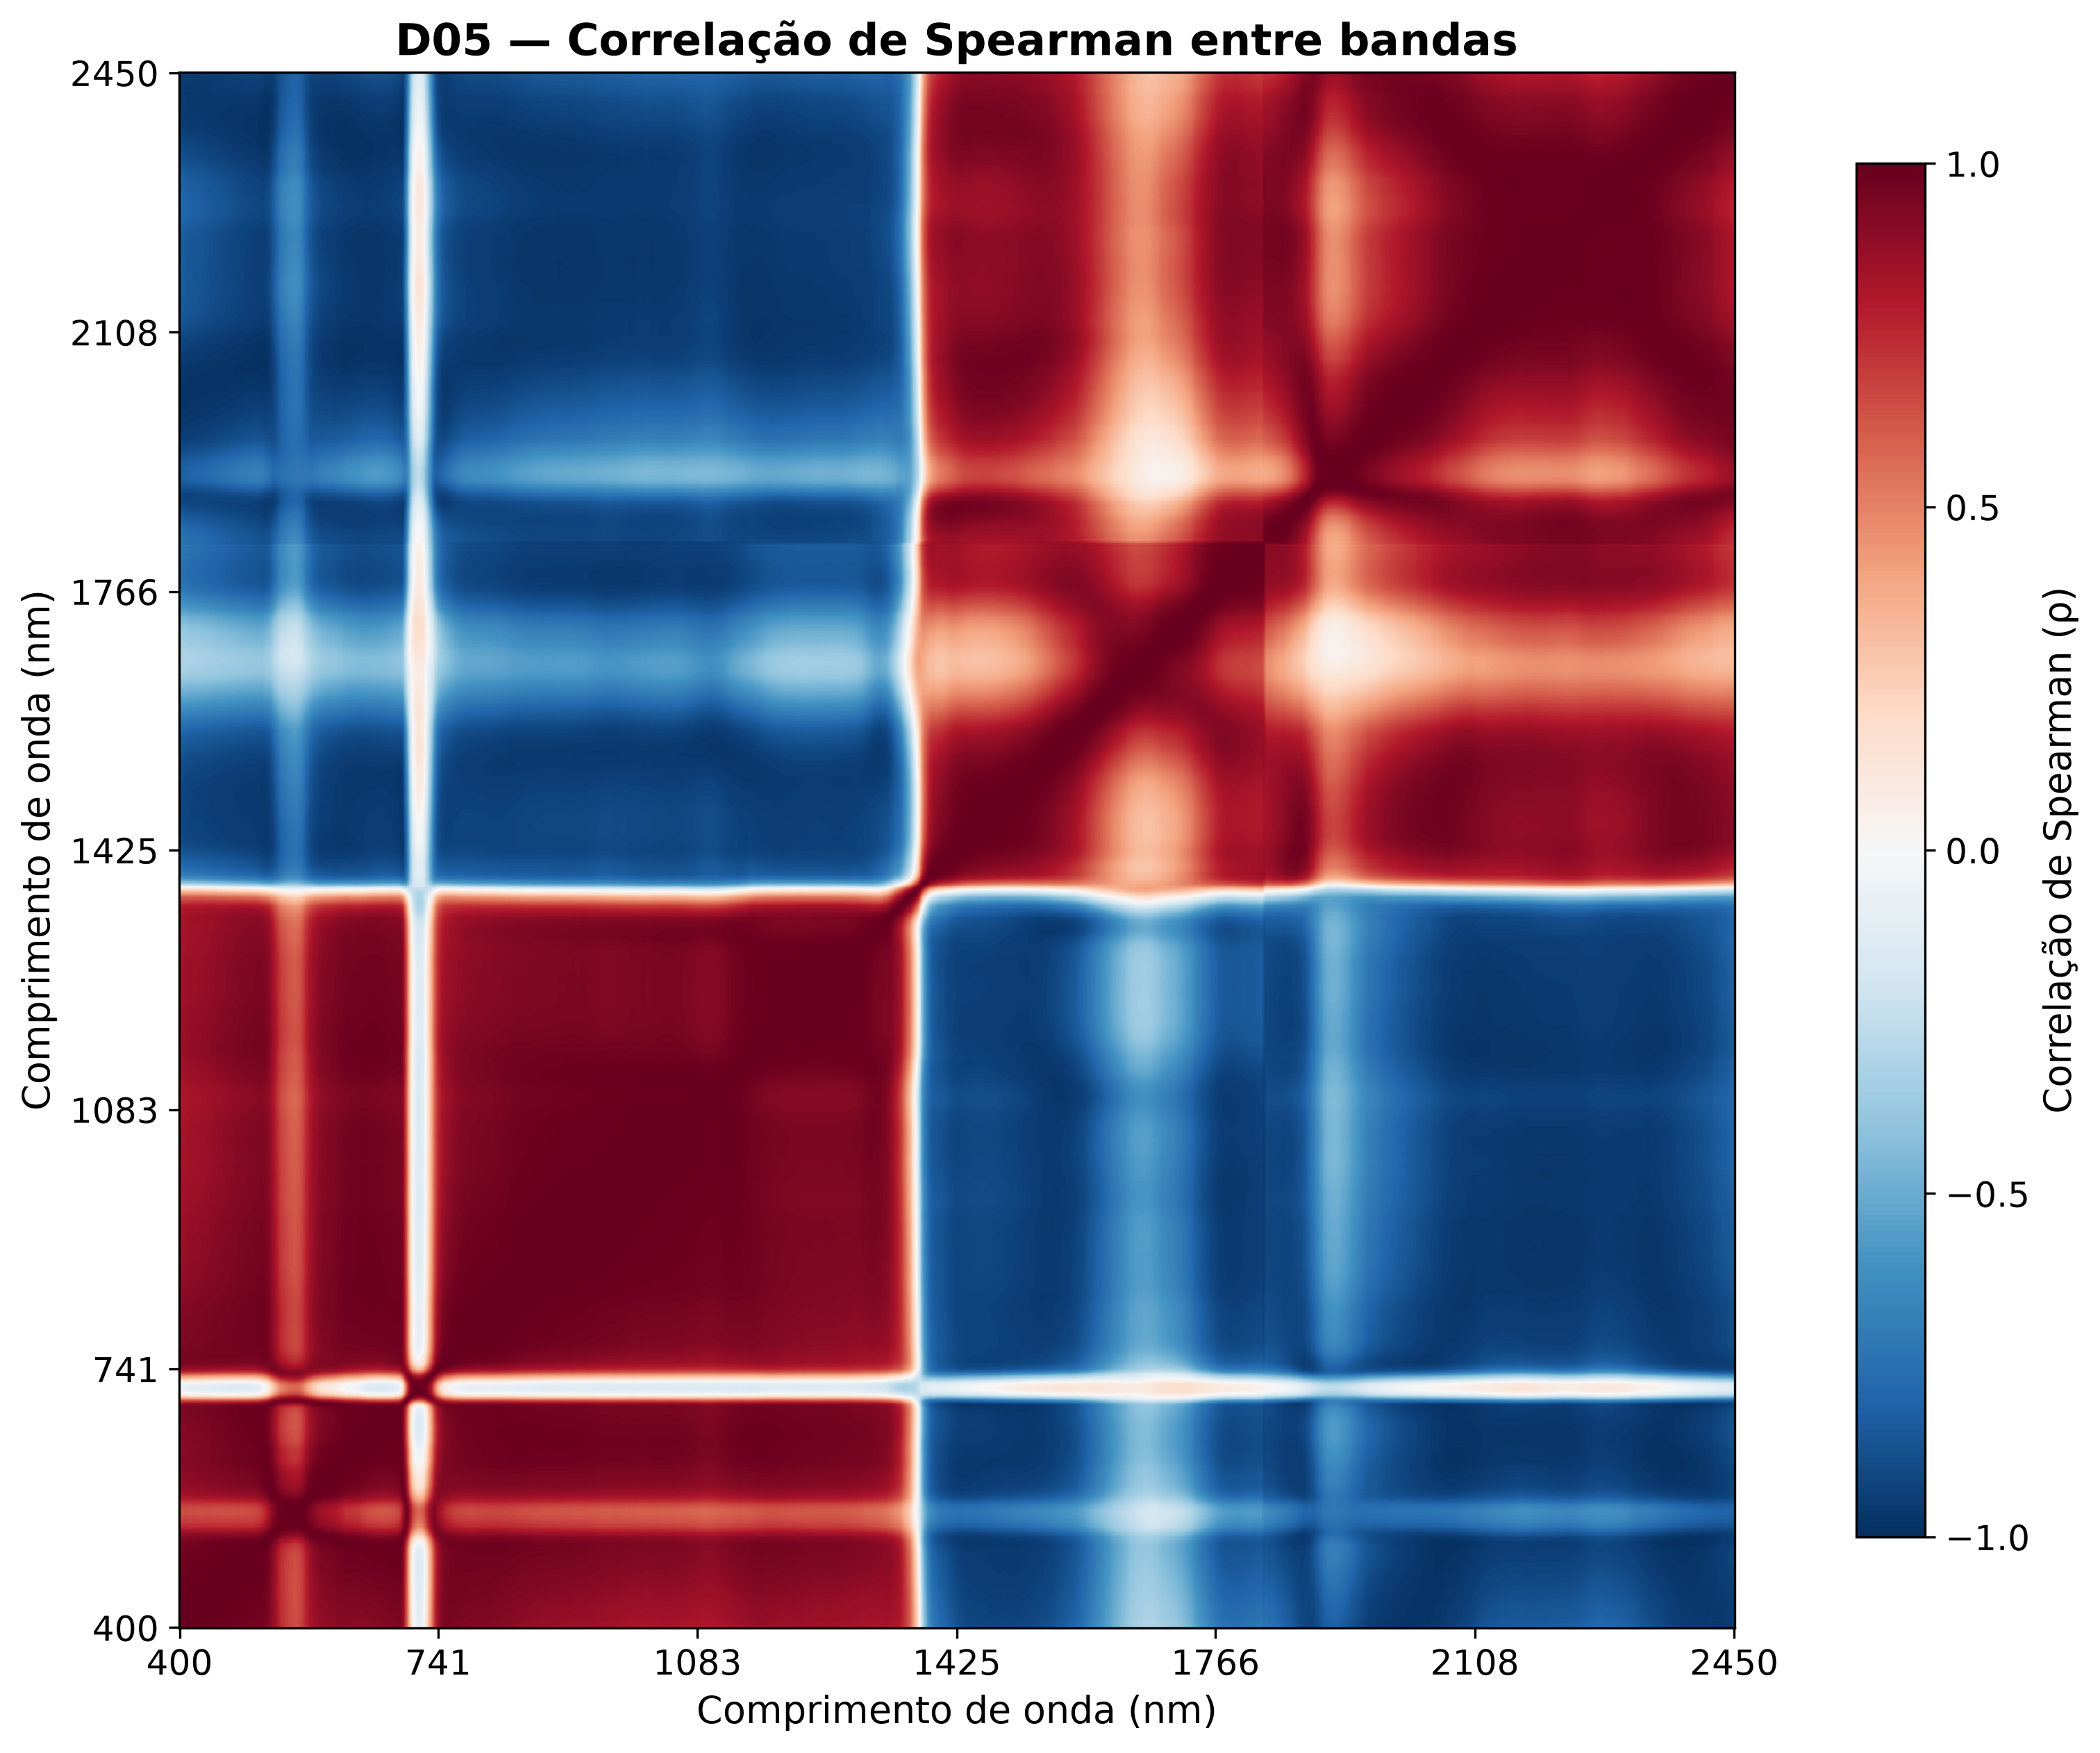 D05 — Correlação de Spearman entre bandas
2450
2108
1766
1425
1083
741
400
Comprimento de onda (nm)
400 741 1083 1425 1766 2108 2450
Comprimento de onda (nm)
1.0
0.5
0.0
−0.5
−1.0
Correlação de Spearman (ρ)